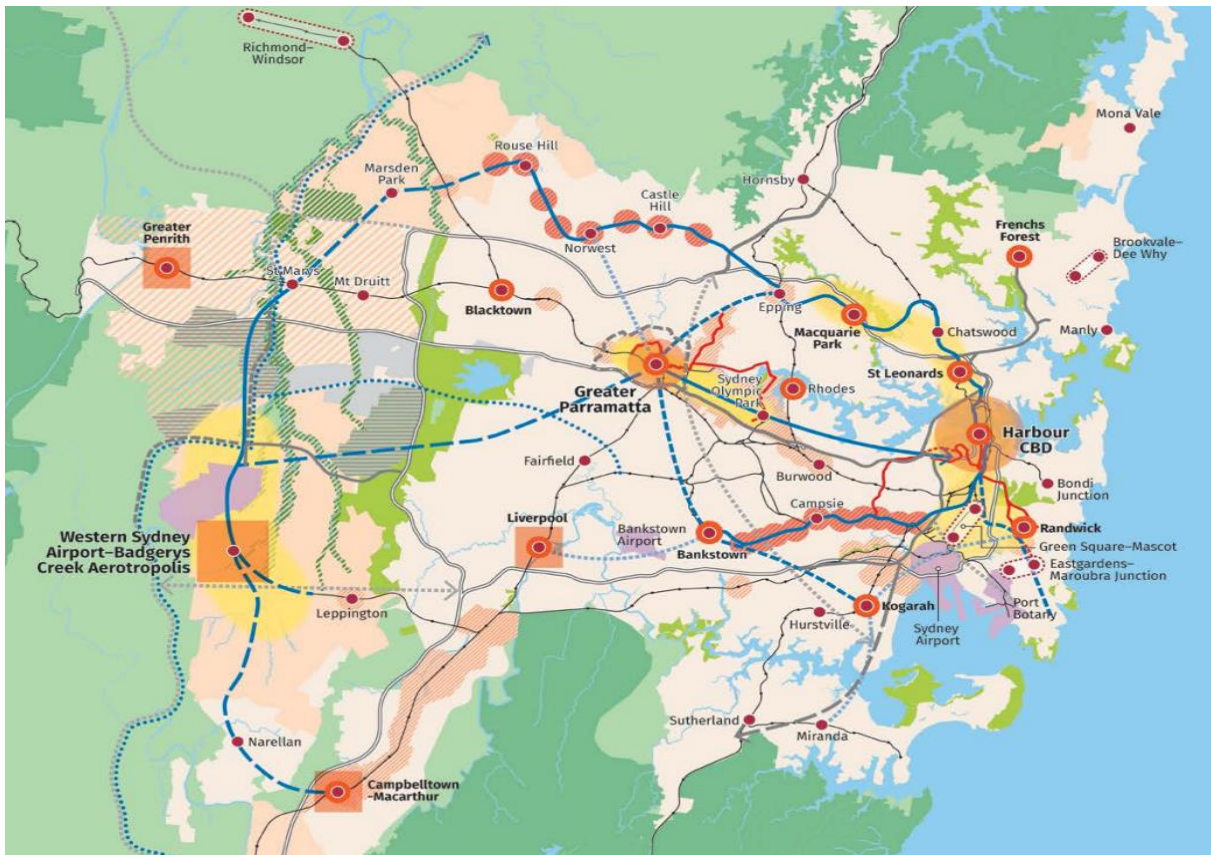 Richmond–
Windsor
Mona Vale
Rouse Hill
Marsden
Park
Hornsby
Castle
Hill
Norwest
Greater
Penrith
Frenchs
Forest
Brookvale–
Dee Why
St Marys
Mt Druitt
Blacktown
Epping
Macquarie
Park
Chatswood
Manly
St Leonards
Greater
Parramatta
Sydney
Olympic
Park
Rhodes
Harbour
CBD
Fairfield
Burwood
Bondi
Junction
Campsie
Liverpool
Bankstown
Airport
Bankstown
Randwick
Western Sydney
Airport–Badgerys
Creek Aerotropolis
Green Square–Mascot
Eastgardens–
Maroubra Junction
Leppington
Kogarah
Hurstville
Port
Botany
Sydney
Airport
Sutherland
Miranda
Narellan
Campbelltown
–Macarthur